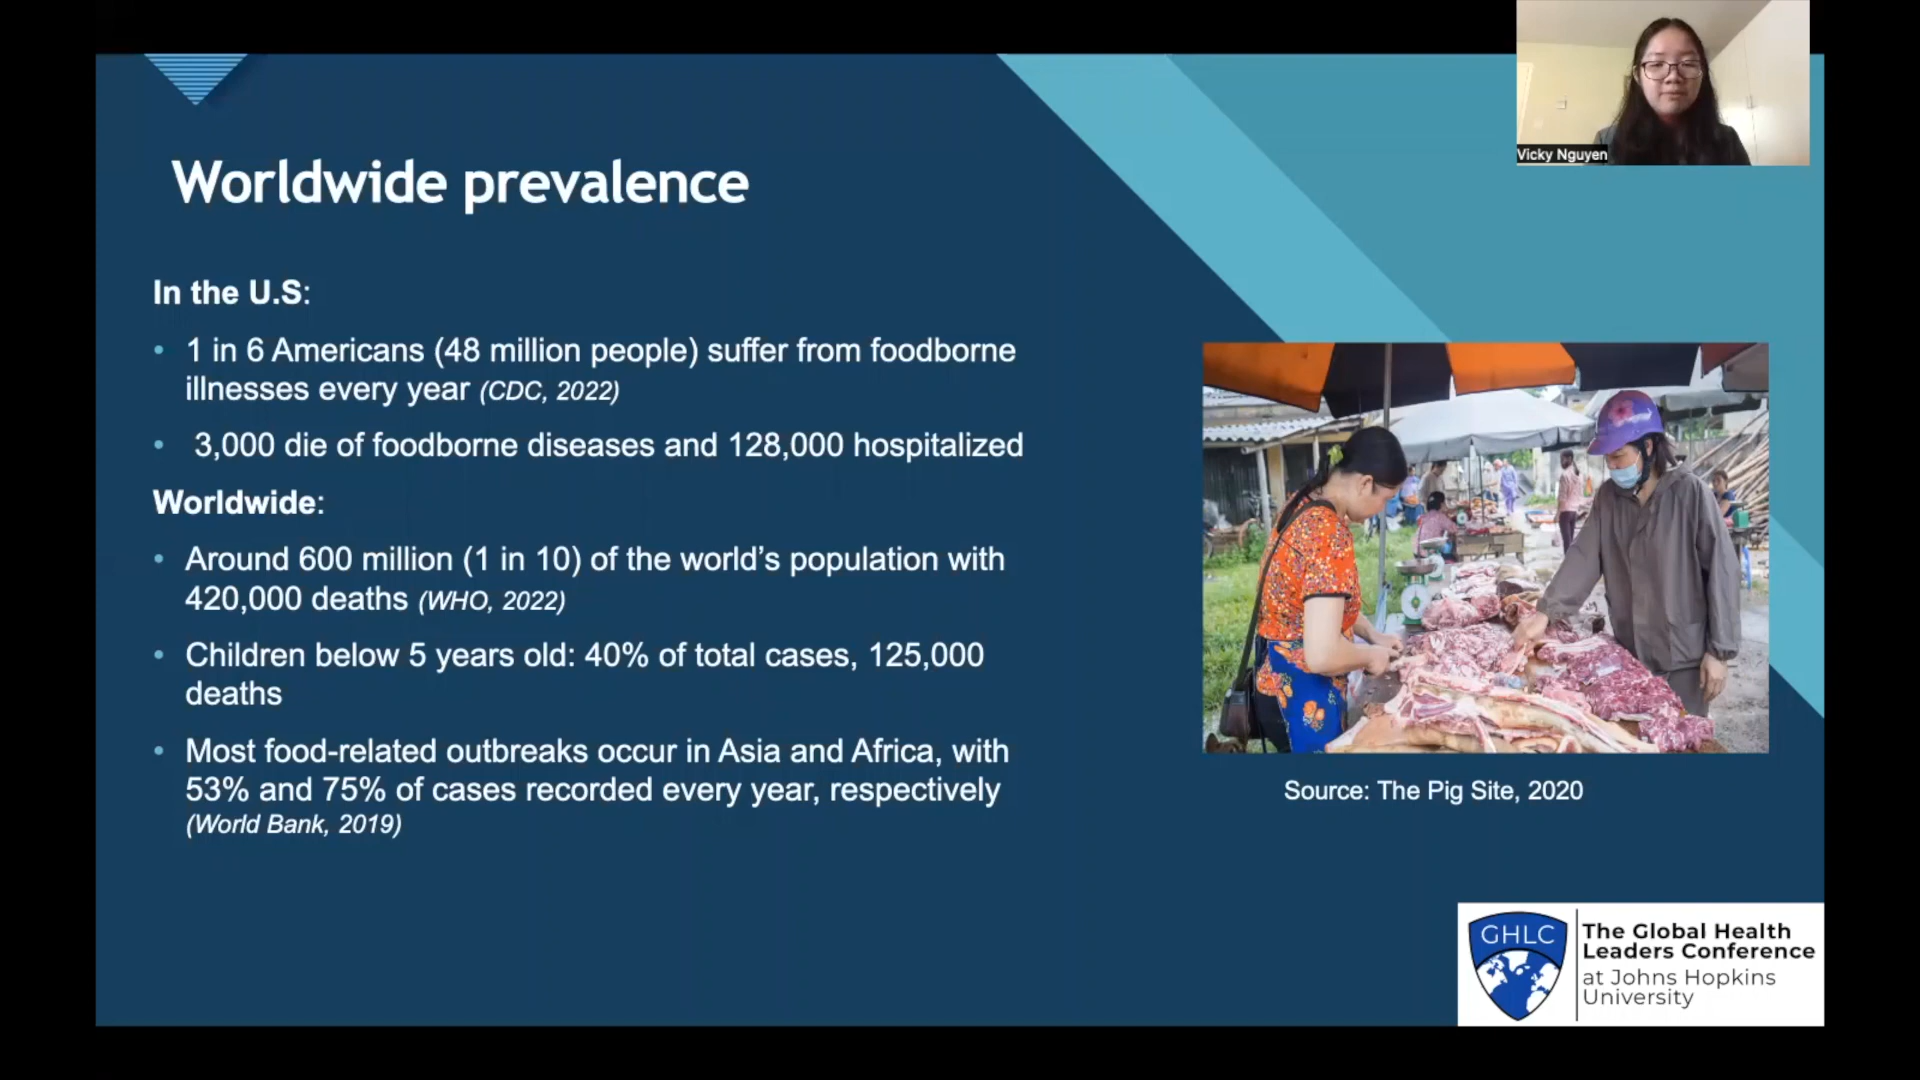 Vicky Nguyen
Worldwide prevalence
In the U.S:
• 1 in 6 Americans (48 million people) suffer from foodborne
illnesses every year (CDC, 2022)
• 3,000 die of foodborne diseases and 128,000 hospitalized
Worldwide:
• Around 600 million (1 in 10) of the world's population with
420,000 deaths (WHO, 2022)
• Children below 5 years old: 40% of total cases, 125,000
deaths
• Most food-related outbreaks occur in Asia and Africa, with
53% and 75% of cases recorded every year, respectively
(World Bank, 2019)
Source: The Pig Site, 2020
GHLC
The Global Health
Leaders Conference
at Johns Hopkins
University